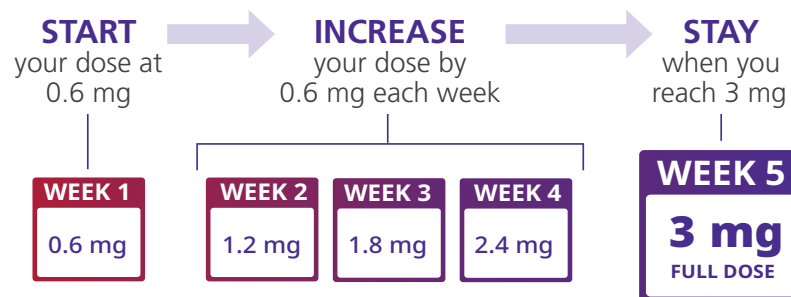 START
your dose at
0.6 mg
INCREASE
your dose by
0.6 mg each week
STAY
when you
reach 3 mg
WEEK 1
0.6 mg
WEEK 2
1.2 mg
WEEK 3
1.8 mg
WEEK 4
2.4 mg
WEEK 5
3 mg
FULL DOSE